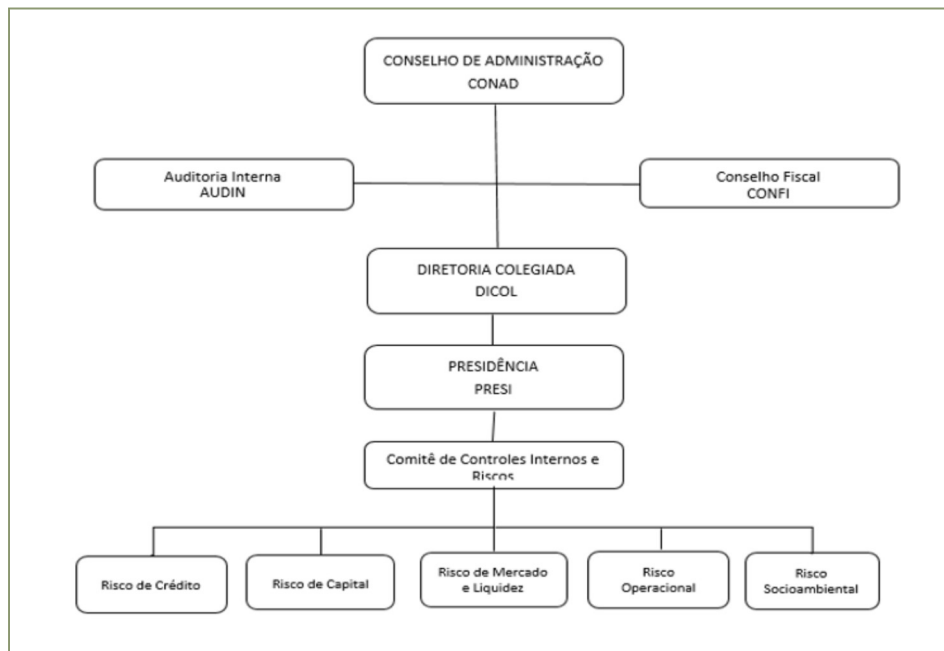 CONSELHO DE ADMINISTRAÇÃO
CONAD
Auditoria Interna
AUDIN
Conselho Fiscal
CONFI
DIRETORIA COLEGIADA
DICOL
PRESIDÊNCIA
PRESI
Comitê de Controles Internos e
Riscos
Risco de Crédito
Risco de Capital
Risco de Mercado
e Liquidez
Risco
Operacional
Risco
Socioambiental